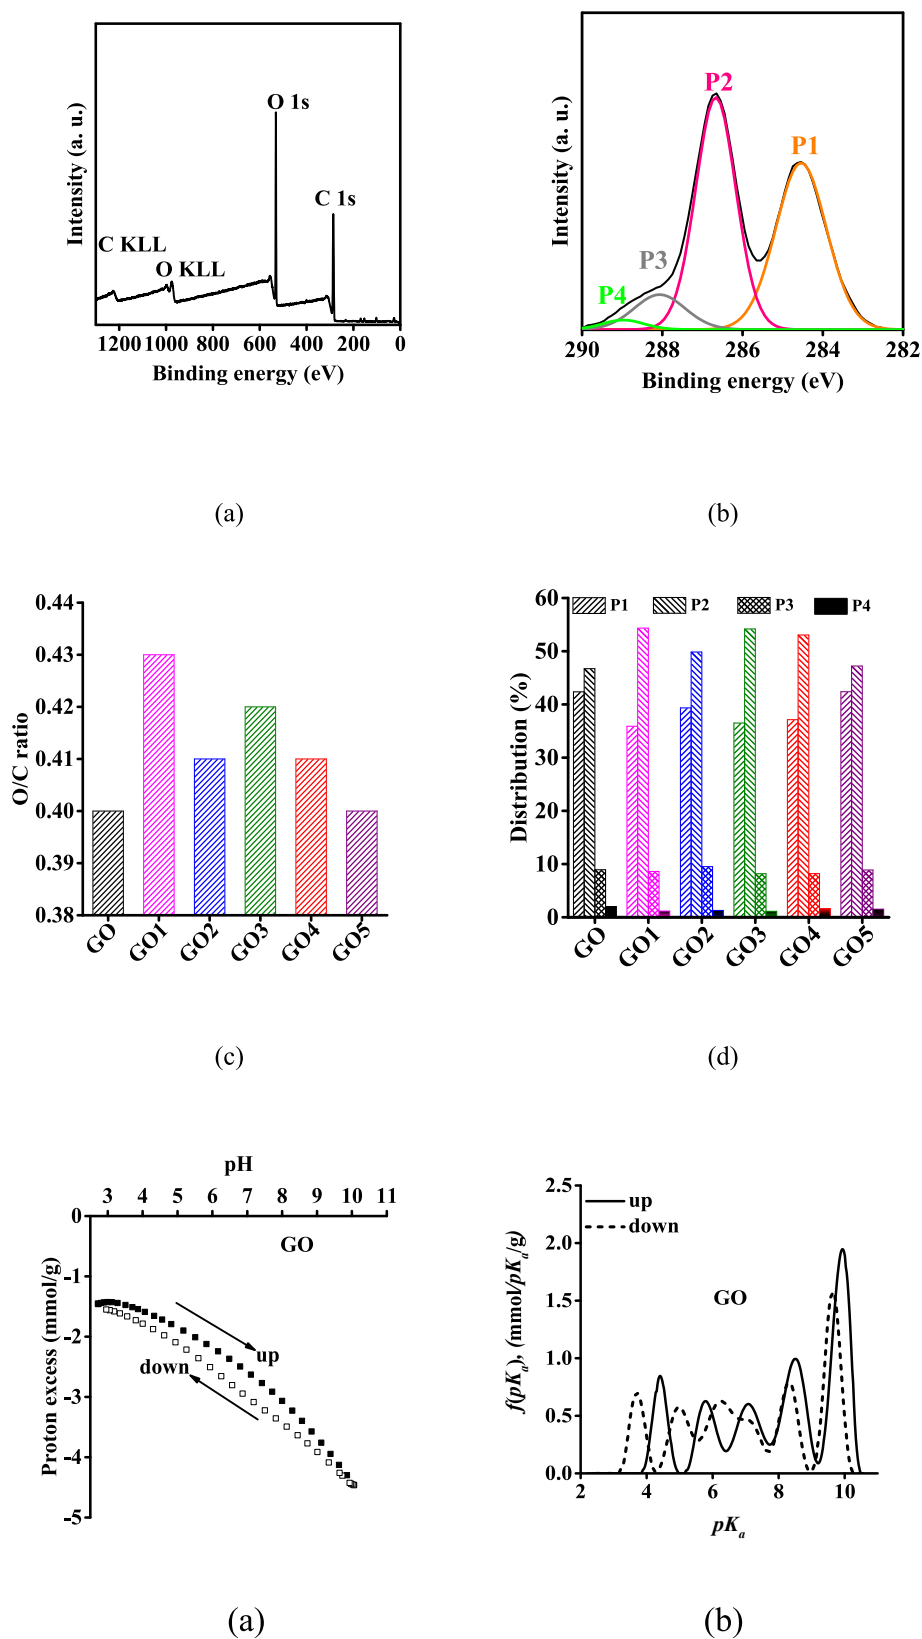 O 1s
C 1s
C KLL
O KLL
Intensity (a. u.)
1200 1000 800 600 400 200 0
Binding energy (eV)
(a)
P2
P1
P3
P4
Intensity (a. u.)
290 288 286 284 282
Binding energy (eV)
(b)
0.44
0.43
0.42
0.41
0.40
0.39
0.38
O/C ratio
GO GO1 GO2 GO3 GO4 GO5
(c)
60
50
40
30
20
10
0
P1 P2 P3 P4
Distribution (%)
GO GO1 GO2 GO3 GO4 GO5
(d)
pH
3 4 5 6 7 8 9 10 11
0
-1
-2
-3
-4
-5
GO
up
down
Proton excess (mmol/g)
(a)
2.5
2.0
1.5
1.0
0.5
0.0
up
down
GO
f(pKa), (mmol/pKa/g)
2 4 6 8 10
pKa
(b)